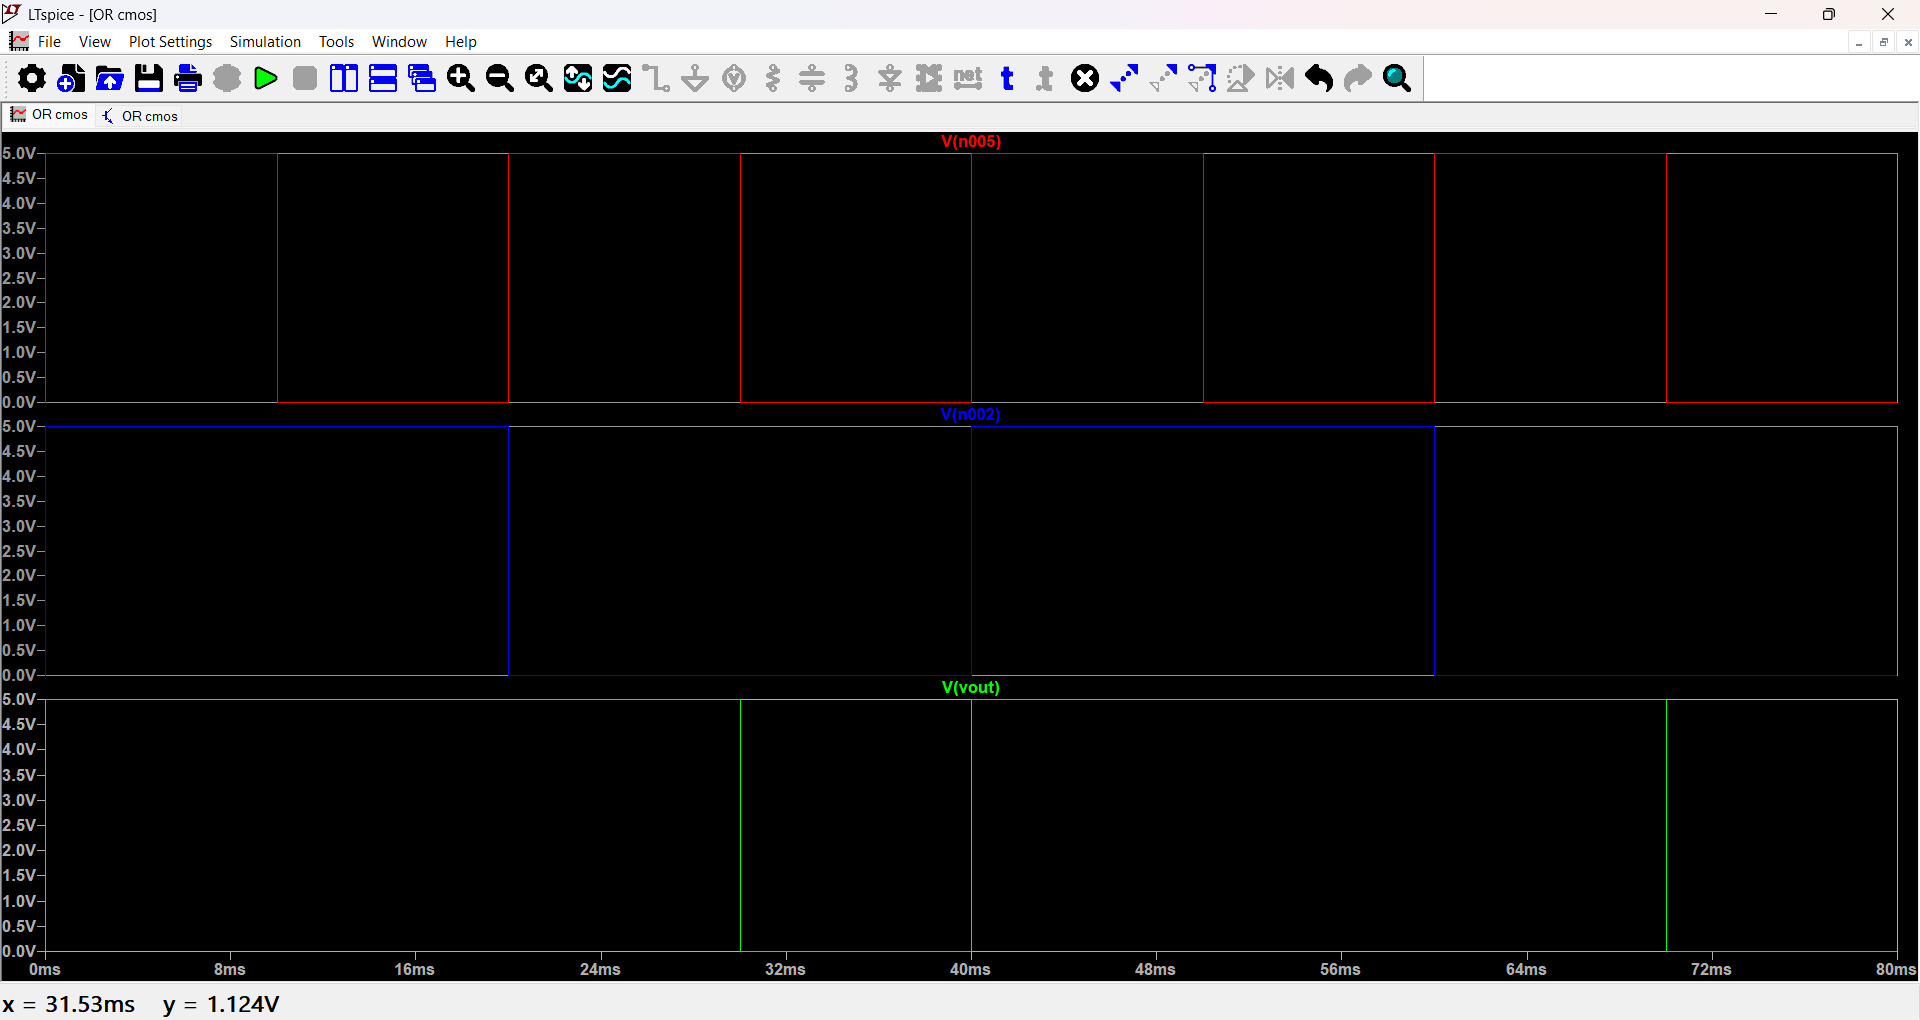 LTspice - [OR cmos]
File View Plot Settings Simulation Tools Window Help
net t .t
OR cmos OR cmos
V(n005)
5.0V
4.5V
4.0V
3.5V
3.0V
2.5V
2.0V
1.5V
1.0V
0.5V
0.0V
V(n002)
5.0V
4.5V
4.0V
3.5V
3.0V
2.5V
2.0V
1.5V
1.0V
0.5V
0.0V
V(vout)
5.0V
4.5V
4.0V
3.5V
3.0V
2.5V
2.0V
1.5V
1.0V
0.5V
0.0V
0ms 8ms 16ms 24ms 32ms 40ms 48ms 56ms 64ms 72ms 80ms
x = 31.53ms y = 1.124V